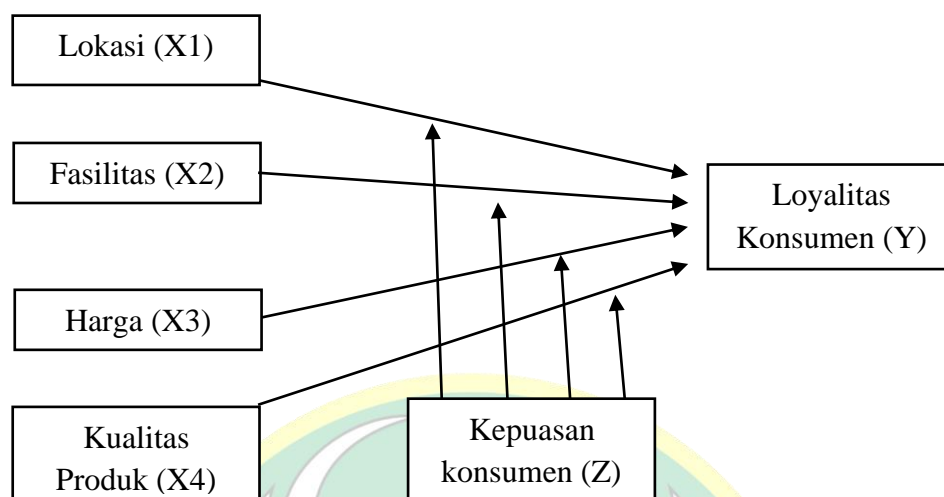 Lokasi (X1)
Fasilitas (X2)
Loyalitas
Konsumen (Y)
Harga (X3)
Kualitas
Produk (X4)
Kepuasan
konsumen (Z)